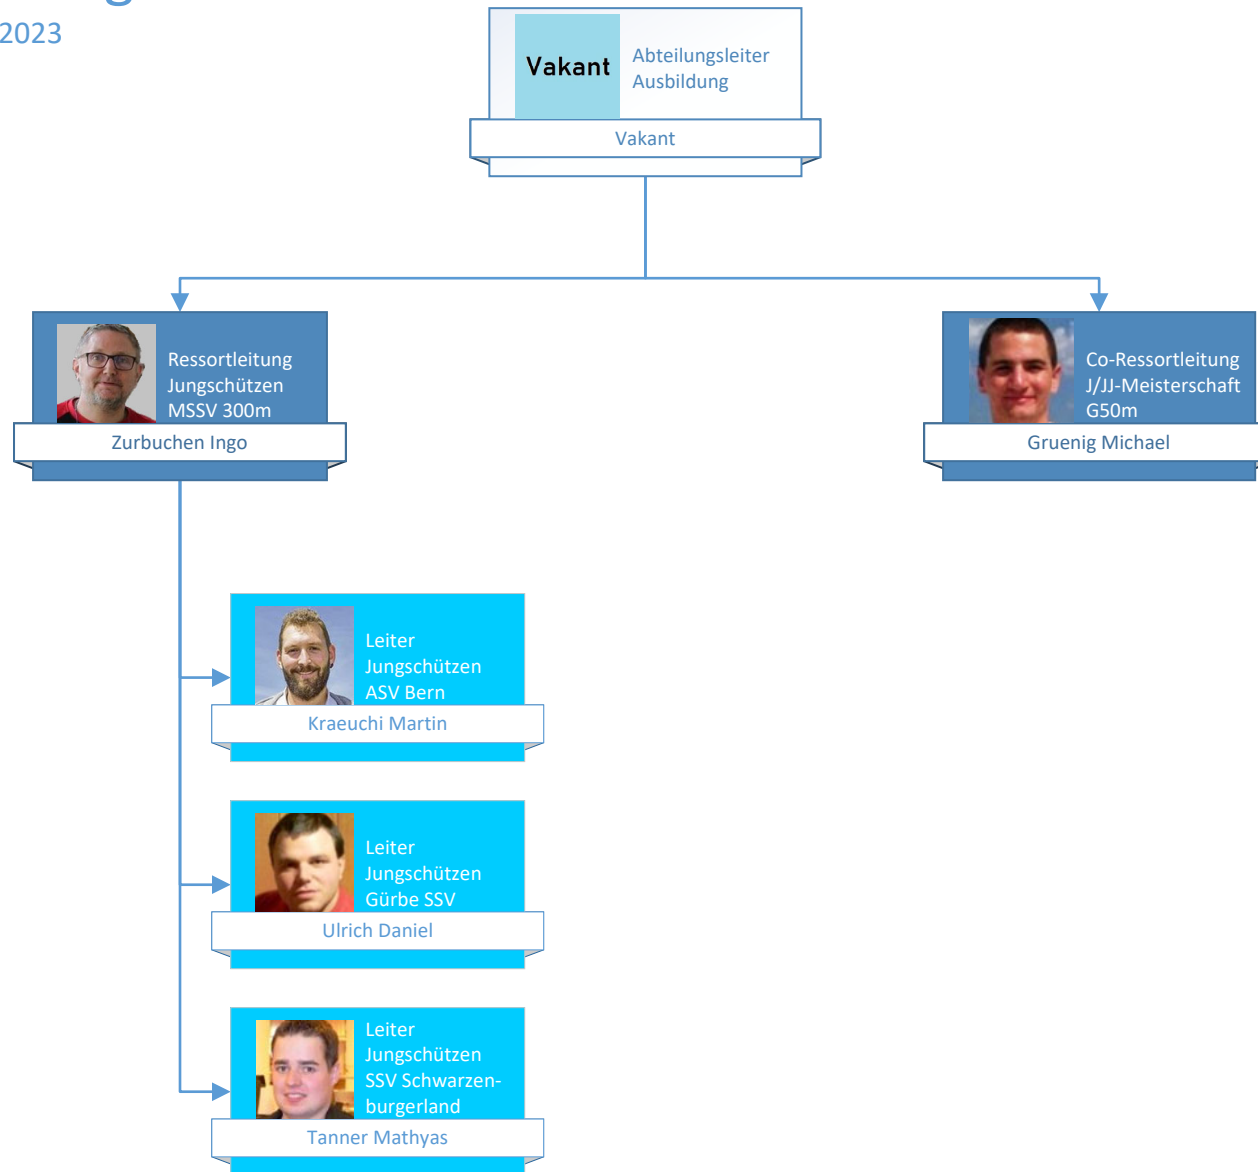 2023
Vakant
Abteilungsleiter
Ausbildung
Vakant
Ressortleitung
Jungschützen
MSSV 300m
Zurbuchen Ingo
Co-Ressortleitung
J/JJ-Meisterschaft
G50m
Gruenig Michael
Leiter
Jungschützen
ASV Bern
Kraeuchi Martin
Leiter
Jungschützen
Gürbe SSV
Ulrich Daniel
Leiter
Jungschützen
SSV Schwarzen-
burgerland
Tanner Mathyas